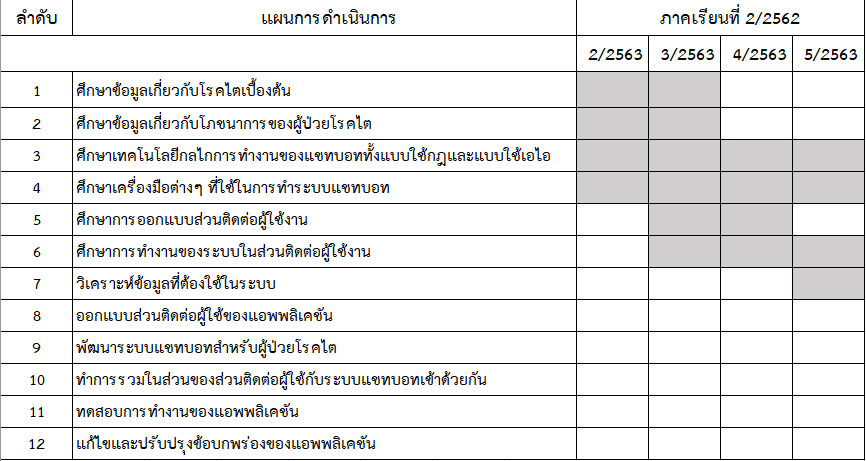 ลำดับ แผนการดำเนินการ ภาคเรียนที่ 2/2562
2/2563 3/2563 4/2563 5/2563
1 ศึกษาข้อมูลเกี่ยวกับโรคไตเบื้องต้น
2 ศึกษาข้อมูลเกี่ยวกับโภชนาการของผู้ป่วยโรคไต
3 ศึกษาเทคโนโลยีกลไกการทำงานของแชทบอททั้งแบบใช้กฎและแบบใช้เอไอ
4 ศึกษาเครื่องมือต่างๆ ที่ใช้ในการทำระบบแชทบอท
5 ศึกษาการออกแบบส่วนติดต่อผู้ใช้งาน
6 ศึกษาการทำงานของระบบในส่วนติดต่อผู้ใช้งาน
7 วิเคราะห์ข้อมูลที่ต้องใช้ในระบบ
8 ออกแบบส่วนติดต่อผู้ใช้ของแอพพลิเคชัน
9 พัฒนาระบบแชทบอทสำหรับผู้ป่วยโรคไต
10 ทำการรวมในส่วนของส่วนติดต่อผู้ใช้กับระบบแชทบอทเข้าด้วยกัน
11 ทดสอบการทำงานของแอพพลิเคชัน
12 แก้ไขและปรับปรุงข้อบกพร่องของแอพพลิเคชัน